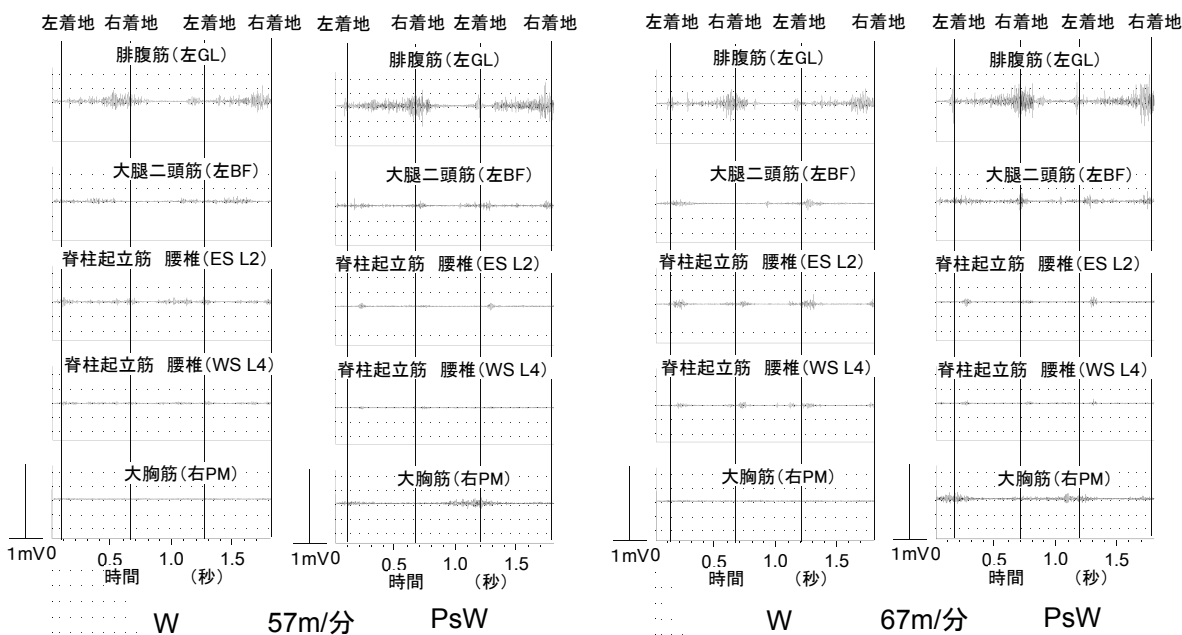 左着地 右着地 左着地 右着地
腓腹筋(左GL)
大腿二頭筋(左BF)
脊柱起立筋 腰椎(ES L2)
脊柱起立筋 腰椎(WS L4)
大胸筋(右PM)
1mV 0 0.5 1.0 1.5
時間 (秒)
左着地 右着地 左着地 右着地
腓腹筋(左GL)
大腿二頭筋(左BF)
脊柱起立筋 腰椎(ES L2)
脊柱起立筋 腰椎(WS L4)
大胸筋(右PM)
1mV 0 0.5 1.0 1.5
時間 (秒)
W 57m/分 PsW
左着地 右着地 左着地 右着地
腓腹筋(左GL)
大腿二頭筋(左BF)
脊柱起立筋 腰椎(ES L2)
脊柱起立筋 腰椎(WS L4)
大胸筋(右PM)
1mV 0 0.5 1.0 1.5
時間 (秒)
左着地 右着地 左着地 右着地
腓腹筋(左GL)
大腿二頭筋(左BF)
脊柱起立筋 腰椎(ES L2)
脊柱起立筋 腰椎(WS L4)
大胸筋(右PM)
1mV 0 0.5 1.0 1.5
時間 (秒)
W 67m/分 PsW